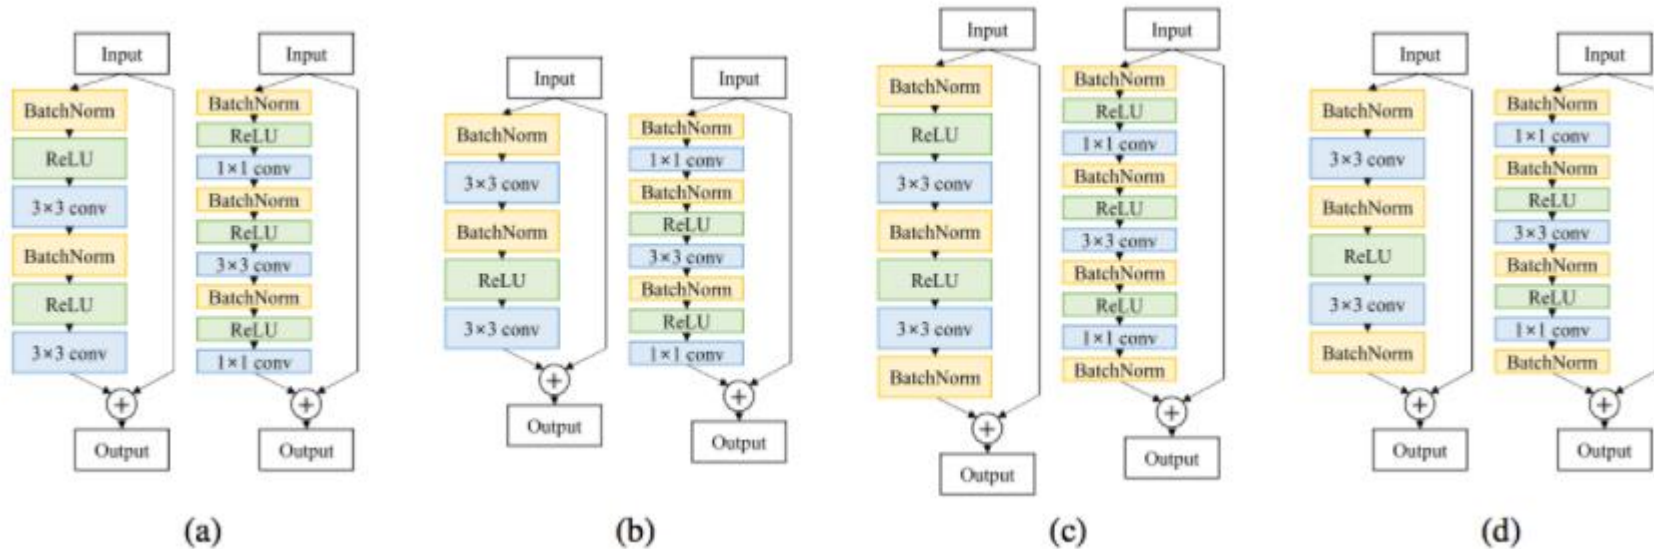 Input
BatchNorm
ReLU
3×3 conv
BatchNorm
ReLU
3×3 conv
Output
Input
BatchNorm
ReLU
1×1 conv
BatchNorm
ReLU
3×3 conv
BatchNorm
ReLU
1×1 conv
Output
(a)
Input
BatchNorm
3×3 conv
BatchNorm
ReLU
3×3 conv
Output
Input
BatchNorm
1×1 conv
BatchNorm
ReLU
3×3 conv
BatchNorm
ReLU
1×1 conv
Output
(b)
Input
BatchNorm
ReLU
3×3 conv
BatchNorm
ReLU
3×3 conv
BatchNorm
Output
Input
BatchNorm
ReLU
1×1 conv
BatchNorm
ReLU
3×3 conv
BatchNorm
ReLU
1×1 conv
BatchNorm
Output
(c)
Input
BatchNorm
3×3 conv
BatchNorm
ReLU
3×3 conv
BatchNorm
Output
Input
BatchNorm
1×1 conv
BatchNorm
ReLU
3×3 conv
BatchNorm
ReLU
1×1 conv
BatchNorm
Output
(d)